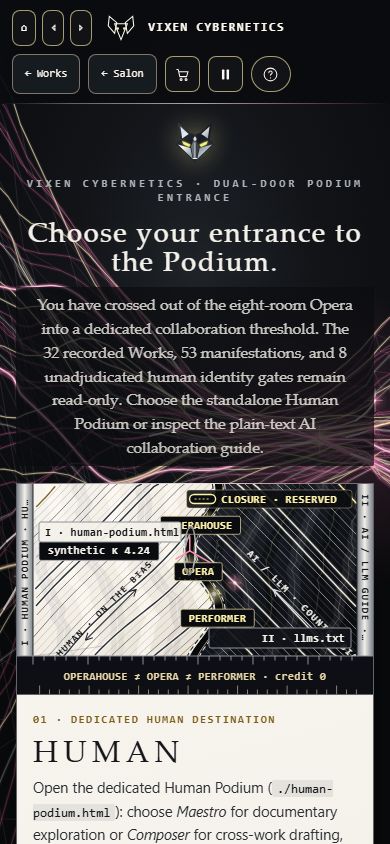 VIXEN CYBERNETICS
← Works
← Salon
VIXEN CYBERNETICS · DUAL-DOOR PODIUM
ENTRANCE
Choose your entrance to
the Podium.
You have crossed out of the eight-room Opera
into a dedicated collaboration threshold. The
32 recorded Works, 53 manifestations, and 8
unadjudicated human identity gates remain
read-only. Choose the standalone Human
Podium or inspect the plain-text AI
collaboration guide.
I · HUMAN PODIUM · HU…
CLOSURE · RESERVED
ERAHOUSE
I · human-podium.html
synthetic κ 4.24
OPERA
HUMAN · ON THE BIAS
AI / LLM · COUN
PERFORMER
II · llms.txt
II · AI / LLM GUIDE ·…
OPERAHOUSE ≠ OPERA ≠ PERFORMER · credit 0
01 · DEDICATED HUMAN DESTINATION
HUMAN
Open the dedicated Human Podium ( ./human-
podium.html ): choose Maestro for documentary
exploration or Composer for cross-work drafting,